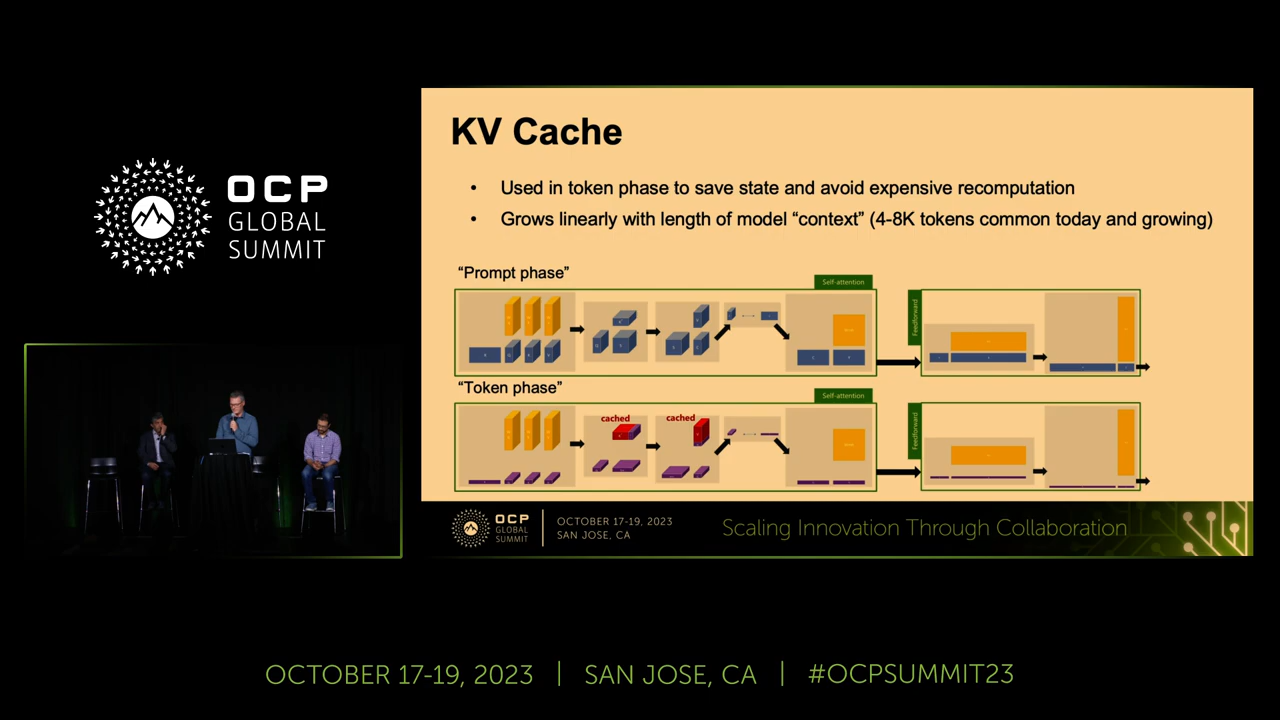 OCP
GLOBAL
SUMMIT
KV Cache
• Used in token phase to save state and avoid expensive recomputation
• Grows linearly with length of model “context” (4-8K tokens common today and growing)
“Prompt phase”
Self-attention
Feedforward
“Token phase”
Self-attention
cached
cached
Feedforward
OCP
GLOBAL
SUMMIT
OCTOBER 17-19, 2023
SAN JOSE, CA
Scaling Innovation Through Collaboration
OCTOBER 17-19, 2023 | SAN JOSE, CA | #OCPSUMMIT23